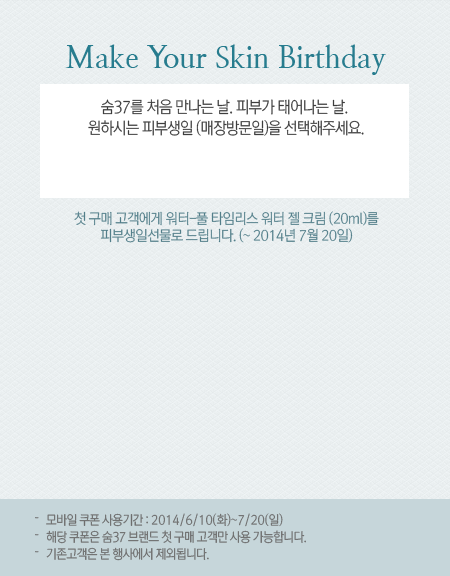 Make Your Skin Birthday
숨37를 처음 만나는 날. 피부가 태어나는 날.
원하시는 피부생일 (매장방문일)을 선택해주세요.
첫 구매 고객에게 워터-풀 타임리스 워터 젤 크림 (20ml)를
피부생일선물로 드립니다. (~ 2014년 7월 20일)
- 모바일 쿠폰 사용기간 : 2014/6/10(화)~7/20(일)
- 해당 쿠폰은 숨37 브랜드 첫 구매 고객만 사용 가능합니다.
- 기존고객은 본 행사에서 제외됩니다.